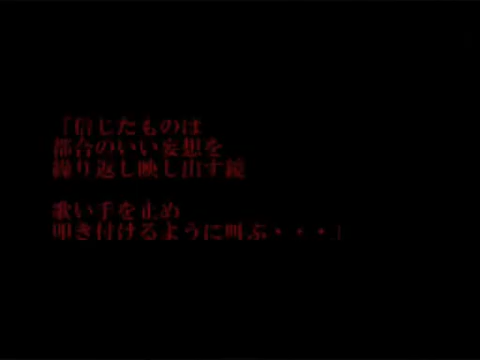 「信じたものは
都合のいい妄想を
繰り返し映し出す鏡
歌い手を止め
叩き付けるように叫ぶ・・・」